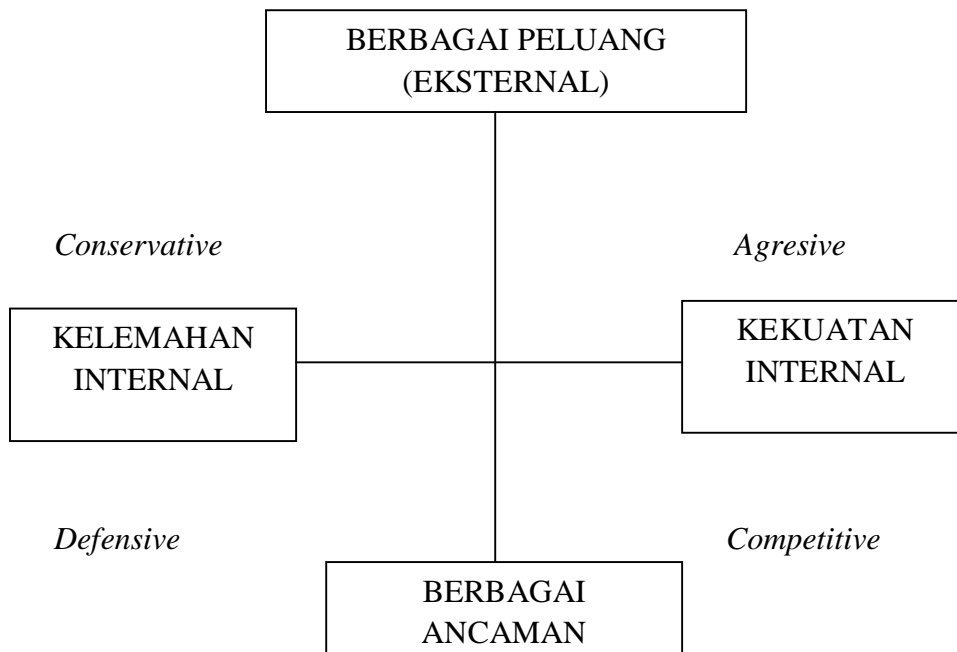 BERBAGAI PELUANG
(EKSTERNAL)
Conservative
Agresive
KELEMAHAN
INTERNAL
KEKUATAN
INTERNAL
Defensive
Competitive
BERBAGAI
ANCAMAN